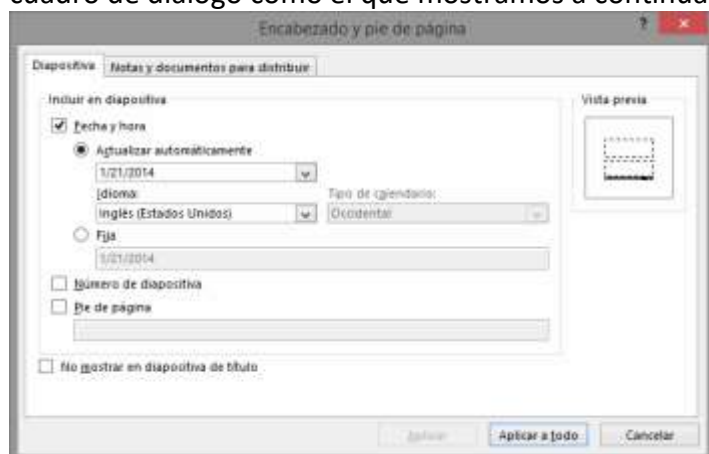 cuadro de diálogo como el que mostramos a continua
Encabezado y pie de página ?
Diapositiva Notas y documentos para distribuir
Incluir en diapositiva Vista previa
Fecha y hora
Actualizar automáticamente
1/21/2014
Idioma: Tipo de calendario:
Inglés (Estados Unidos) Occidental
Fija
1/21/2014
Número de diapositiva
Pie de página
No mostrar en diapositiva de título
Aplicar Aplicar a todo Cancelar